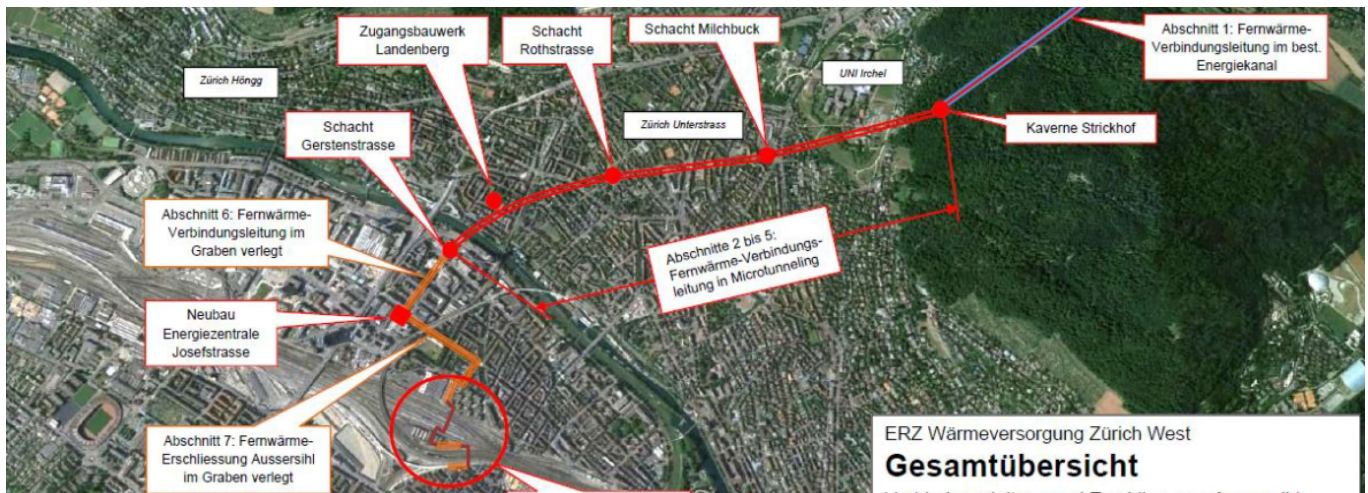 Zugangsbauwerk
Landenberg
Schacht
Rothstrasse
Schacht Milchbuck
Abschnitt 1: Fernwärme-
Verbindungsleitung im best.
Energiekanal
Zürich Höngg
UNI Irchel
Schacht
Gerstenstrasse
Zürich Unterstrass
Kaverne Strickhof
Abschnitt 6: Fernwärme-
Verbindungsleitung im
Graben verlegt
Abschnitte 2 bis 5:
Fernwärme-Verbindungs-
leitung in Microtunneling
Neubau
Energiezentrale
Josefstrasse
Abschnitt 7: Fernwärme-
Erschliessung Aussersihl
im Graben verlegt
ERZ Wärmeversorgung Zürich West
Gesamtübersicht